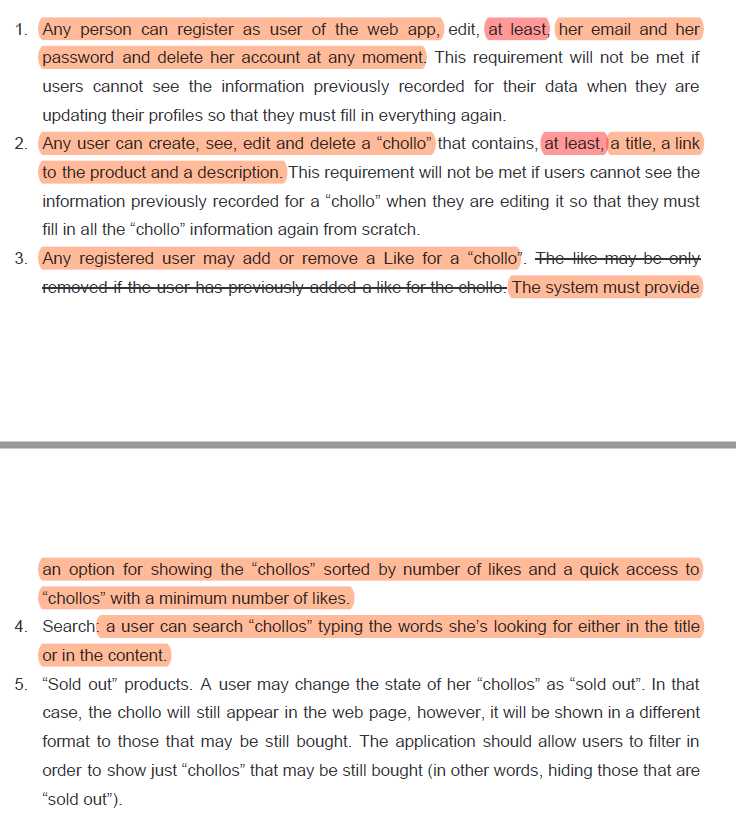 1. Any person can register as user of the web app, edit, at least, her email and her
password and delete her account at any moment. This requirement will not be met if
users cannot see the information previously recorded for their data when they are
updating their profiles so that they must fill in everything again.
2. Any user can create, see, edit and delete a “chollo” that contains, at least, a title, a link
to the product and a description. This requirement will not be met if users cannot see the
information previously recorded for a “chollo” when they are editing it so that they must
fill in all the “chollo” information again from scratch.
3. Any registered user may add or remove a Like for a “chollo”. The like may be only
removed if the user has previously added a like for the chollo. The system must provide
an option for showing the “chollos” sorted by number of likes and a quick access to
“chollos” with a minimum number of likes.
4. Search: a user can search “chollos” typing the words she’s looking for either in the title
or in the content.
5. “Sold out” products. A user may change the state of her “chollos” as “sold out”. In that
case, the chollo will still appear in the web page, however, it will be shown in a different
format to those that may be still bought. The application should allow users to filter in
order to show just “chollos” that may be still bought (in other words, hiding those that are
“sold out”).